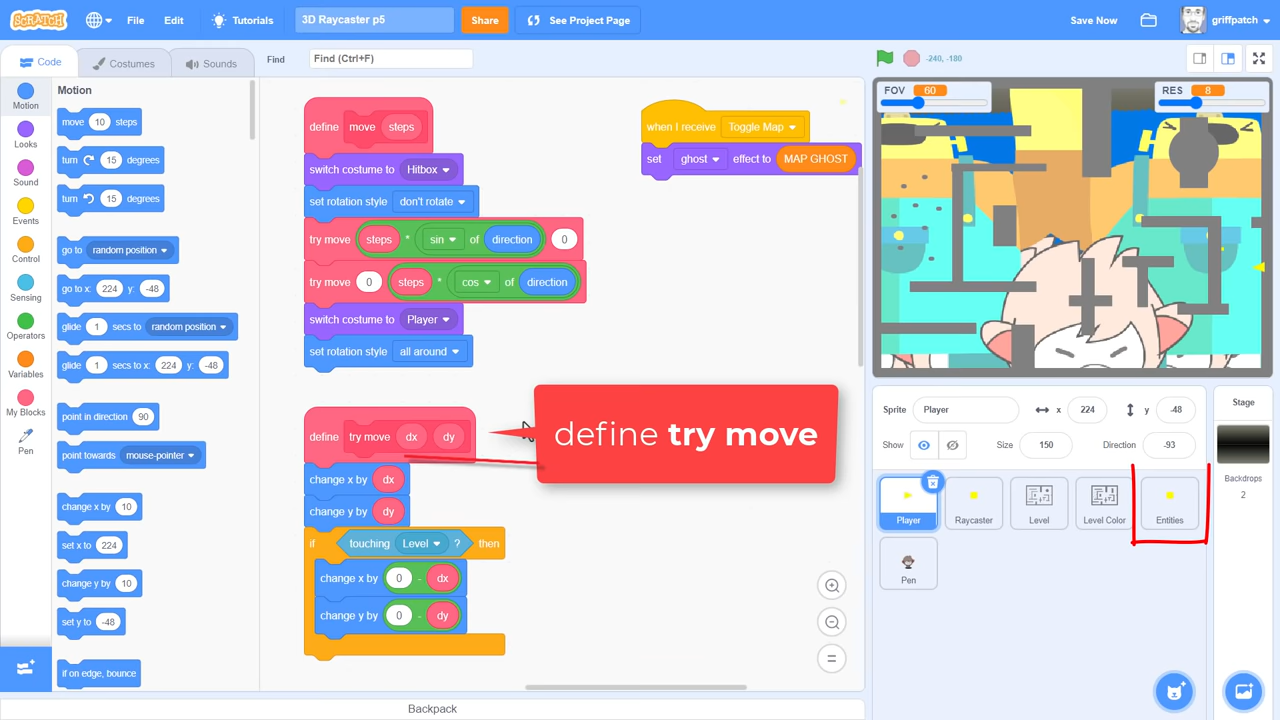 SCRATCH
File
Edit
Tutorials
3D Raycaster p5
Share
See Project Page
Save Now
griffpatch
Code
Costumes
Sounds
Find
Find (Ctrl+F)
-240, -180
Motion
Looks
Sound
Events
Control
Sensing
Operators
Variables
My Blocks
Pen
Motion
move 10 steps
turn 15 degrees
turn 15 degrees
go to random position
go to x: 224 y: -48
glide 1 secs to random position
glide 1 secs to x: 224 y: -48
point in direction 90
point towards mouse-pointer
change x by 10
set x to 224
change y by 10
set y to -48
if on edge, bounce
define move steps
switch costume to Hitbox
set rotation style don't rotate
try move steps * sin of direction 0
try move 0 steps * cos of direction
switch costume to Player
set rotation style all around
define try move dx dy
change x by dx
change y by dy
if touching Level ? then
change x by 0 - dx
change y by 0 - dy
when I receive Toggle Map
set ghost effect to MAP GHOST
define try move
FOV 60
RES 8
Sprite Player x 224 y -48
Show Size 150 Direction -93
Player
Raycaster
Level
Level Color
Entities
Pen
Stage
Backdrops
2
Backpack